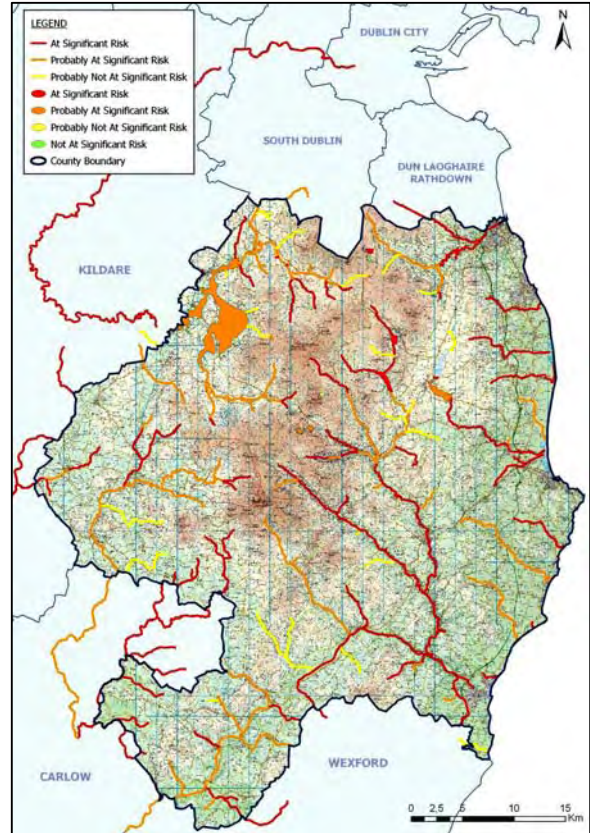 LEGEND
At Significant Risk
Probably At Significant Risk
Probably Not At Significant Risk
At Significant Risk
Probably At Significant Risk
Probably Not At Significant Risk
Not At Significant Risk
County Boundary
N
DUBLIN CITY
SOUTH DUBLIN
DUN LAOGHAIRE
RATHDOWN
KILDARE
CARLOW
WEXFORD
0 2.5 5 10 15
Km